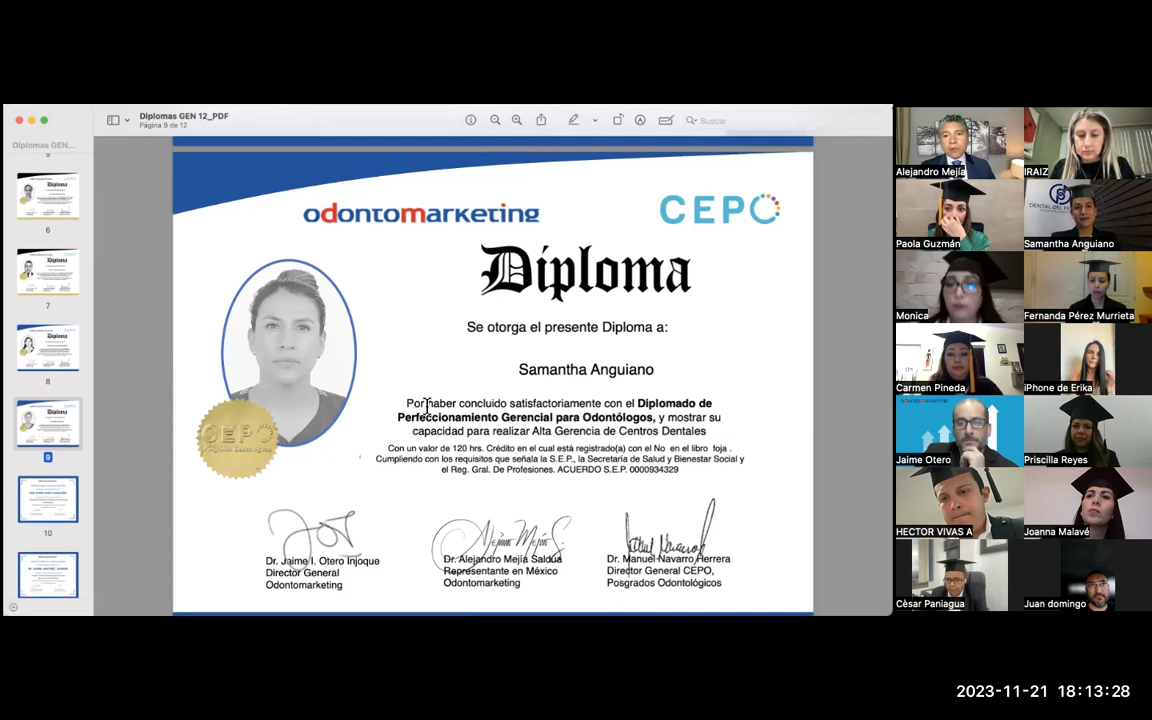 Diplomas GEN 12_PDF
Página 9 de 12
Buscar
Diplomas GEN...
5
6
7
8
9
10
Diploma
Diploma
Diploma
Diploma
odontomarketing
CEPO
Diploma
Se otorga el presente Diploma a:
Samantha Anguiano
Por haber concluido satisfactoriamente con el Diplomado de
Perfeccionamiento Gerencial para Odontólogos, y mostrar su
capacidad para realizar Alta Gerencia de Centros Dentales
Con un valor de 120 hrs. Crédito en el cual está registrado(a) con el No en el libro foja .
Cumpliendo con los requisitos que señala la S.E.P., la Secretaría de Salud y Bienestar Social y
el Reg. Gral. De Profesiones. ACUERDO S.E.P. 0000934329
CEPO
Dr. Jaime I. Otero Injoque
Director General
Odontomarketing
Dr. Alejandro Mejía Saldúa
Representante en México
Odontomarketing
Dr. Manuel Navarro Herrera
Director General CEPO,
Posgrados Odontológicos
Alejandro Mejía
IRAIZ
Paola Guzmán
Samantha Anguiano
Monica
Fernanda Pérez Murrieta
Carmen Pineda
iPhone de Erika
Jaime Otero
Priscilla Reyes
HECTOR VIVAS A
Joanna Malavé
Cèsar Paniagua
Juan domingo
2023-11-21 18:13:28